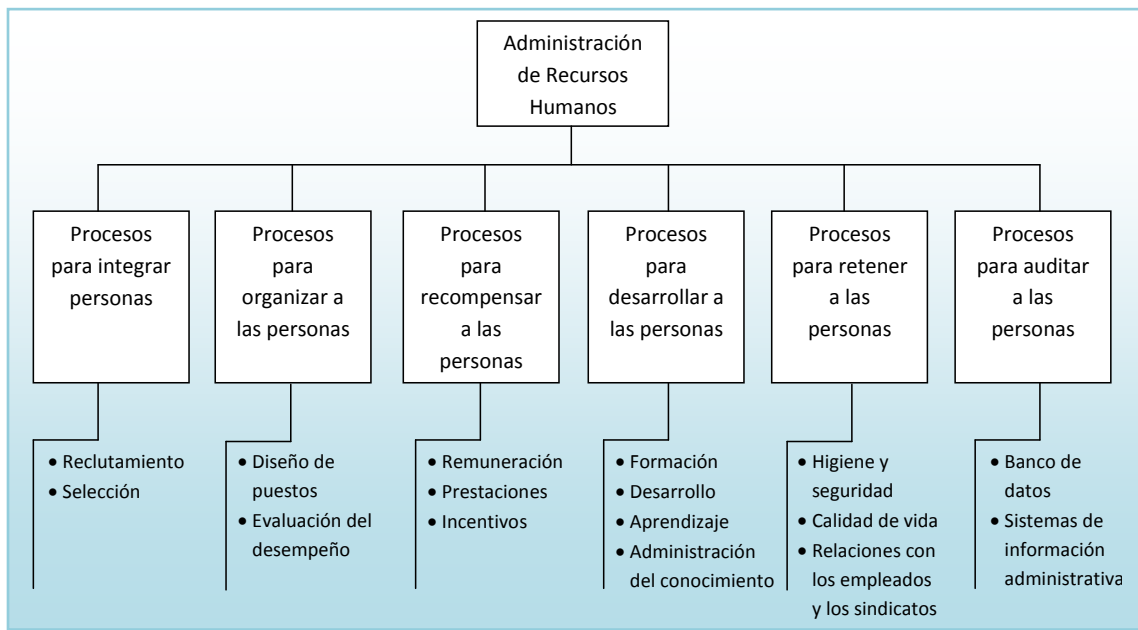 Administración
de Recursos
Humanos
Procesos
para integrar
personas
Procesos
para
organizar a
las personas
Procesos
para
recompensar
a las
personas
Procesos
para
desarrollar a
las personas
Procesos
para retener
a las
personas
Procesos
para auditar
a las
personas
• Reclutamiento
• Selección
• Diseño de
puestos
• Evaluación del
desempeño
• Remuneración
• Prestaciones
• Incentivos
• Formación
• Desarrollo
• Aprendizaje
• Administración
del conocimiento
• Higiene y
seguridad
• Calidad de vida
• Relaciones con
los empleados
y los sindicatos
• Banco de
datos
• Sistemas de
información
administrativa